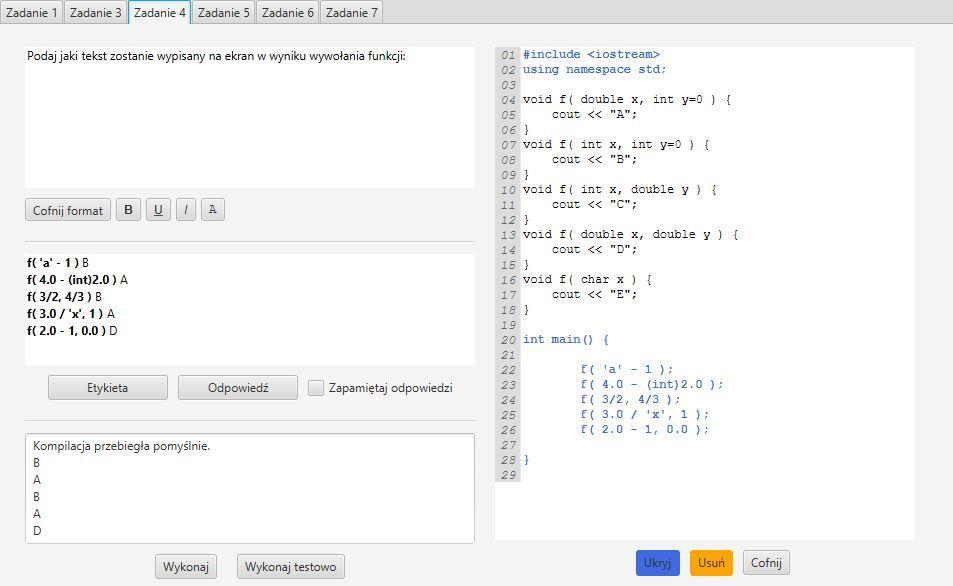 Zadanie 1 Zadanie 3 Zadanie 4 Zadanie 5 Zadanie 6 Zadanie 7
Podaj jaki tekst zostanie wypisany na ekran w wyniku wywołania funkcji:
Cofnij format B U I A
f( 'a' - 1 ) B
f( 4.0 - (int)2.0 ) A
f( 3/2, 4/3 ) B
f( 3.0 / 'x', 1 ) A
f( 2.0 - 1, 0.0 ) D
Etykieta Odpowiedź Zapamiętaj odpowiedzi
Kompilacja przebiegła pomyślnie.
B
A
B
A
D
Wykonaj Wykonaj testowo
01 #include <iostream>
02 using namespace std;
03
04 void f( double x, int y=0 ) {
05 cout << "A";
06 }
07 void f( int x, int y=0 ) {
08 cout << "B";
09 }
10 void f( int x, double y ) {
11 cout << "C";
12 }
13 void f( double x, double y ) {
14 cout << "D";
15 }
16 void f( char x ) {
17 cout << "E";
18 }
19
20 int main() {
21
22 f( 'a' - 1 );
23 f( 4.0 - (int)2.0 );
24 f( 3/2, 4/3 );
25 f( 3.0 / 'x', 1 );
26 f( 2.0 - 1, 0.0 );
27
28 }
29
Ukryj Usuń Cofnij